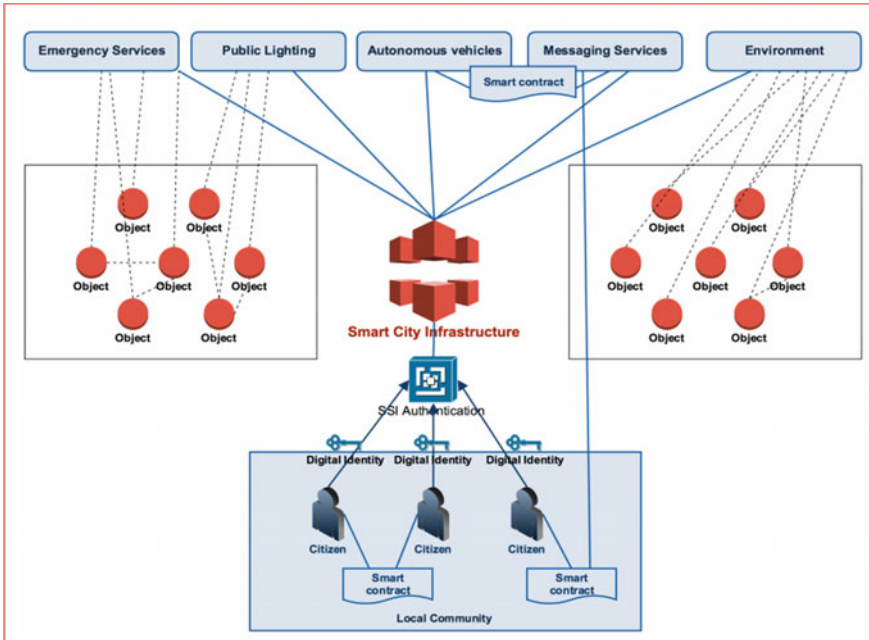 Emergency Services
Public Lighting
Autonomous vehicles
Messaging Services
Environment
Smart contract
Object
Object
Object
Object
Object
Object
Object
Object
Object
Object
Object
Object
Object
Object
Smart City Infrastructure
SSI Authentication
Digital Identity
Digital Identity
Digital Identity
Citizen
Citizen
Citizen
Smart
contract
Smart
contract
Local Community